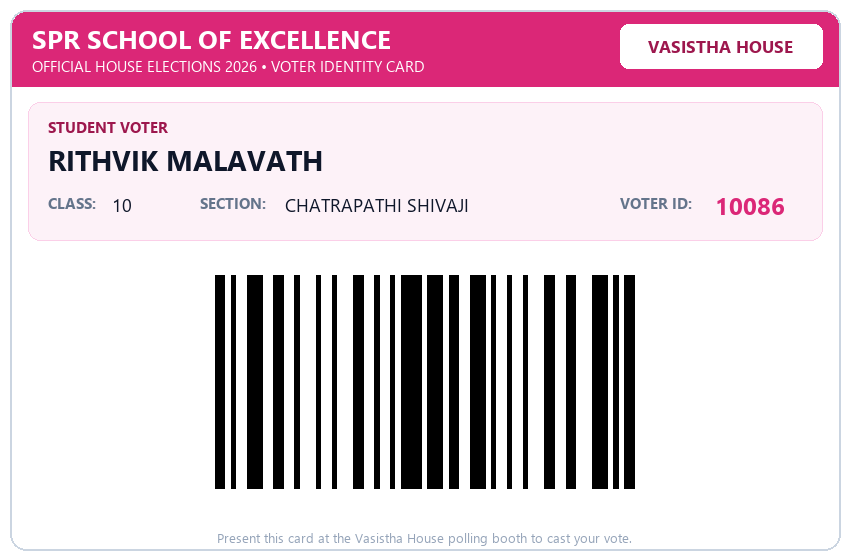 SPR SCHOOL OF EXCELLENCE
OFFICIAL HOUSE ELECTIONS 2026 • VOTER IDENTITY CARD
VASISTHA HOUSE
STUDENT VOTER
RITHVIK MALAVATH
CLASS: 10 SECTION: CHATRAPATHI SHIVAJI VOTER ID: 10086
Present this card at the Vasistha House polling booth to cast your vote.